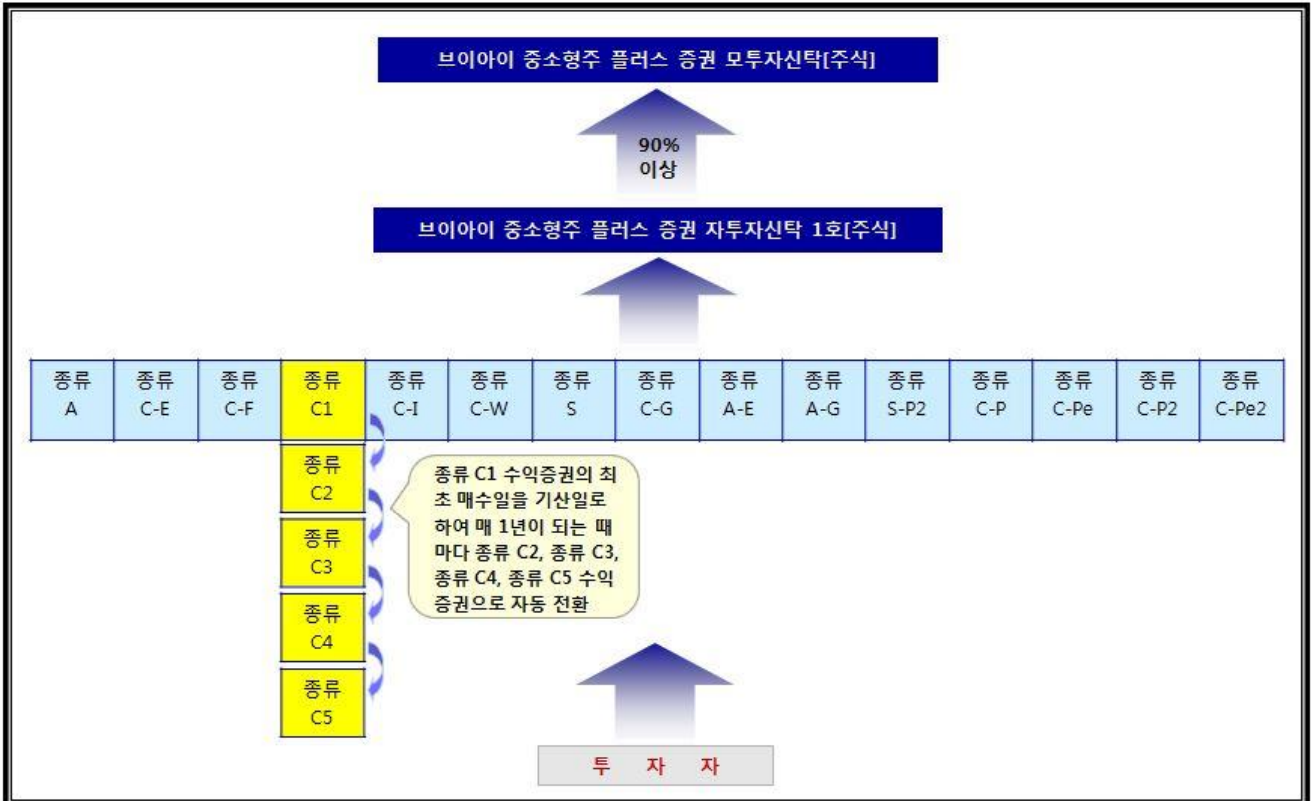 브이아이 중소형주 플러스 증권 모투자신탁[주식]
90%
이상
브이아이 중소형주 플러스 증권 자투자신탁 1호[주식]
종류 종류 종류 종류 종류 종류 종류 종류 종류 종류 종류 종류 종류 종류 종류
A C-E C-F C1 C-I C-W S C-G A-E A-G S-P2 C-P C-Pe C-P2 C-Pe2
종류
C2
종류
C3
종류
C4
종류
C5
종류 C1 수익증권의 최
초 매수일을 기산일로
하여 매 1년이 되는 때
마다 종류 C2, 종류 C3,
종류 C4, 종류 C5 수익
증권으로 자동 전환
투 자 자